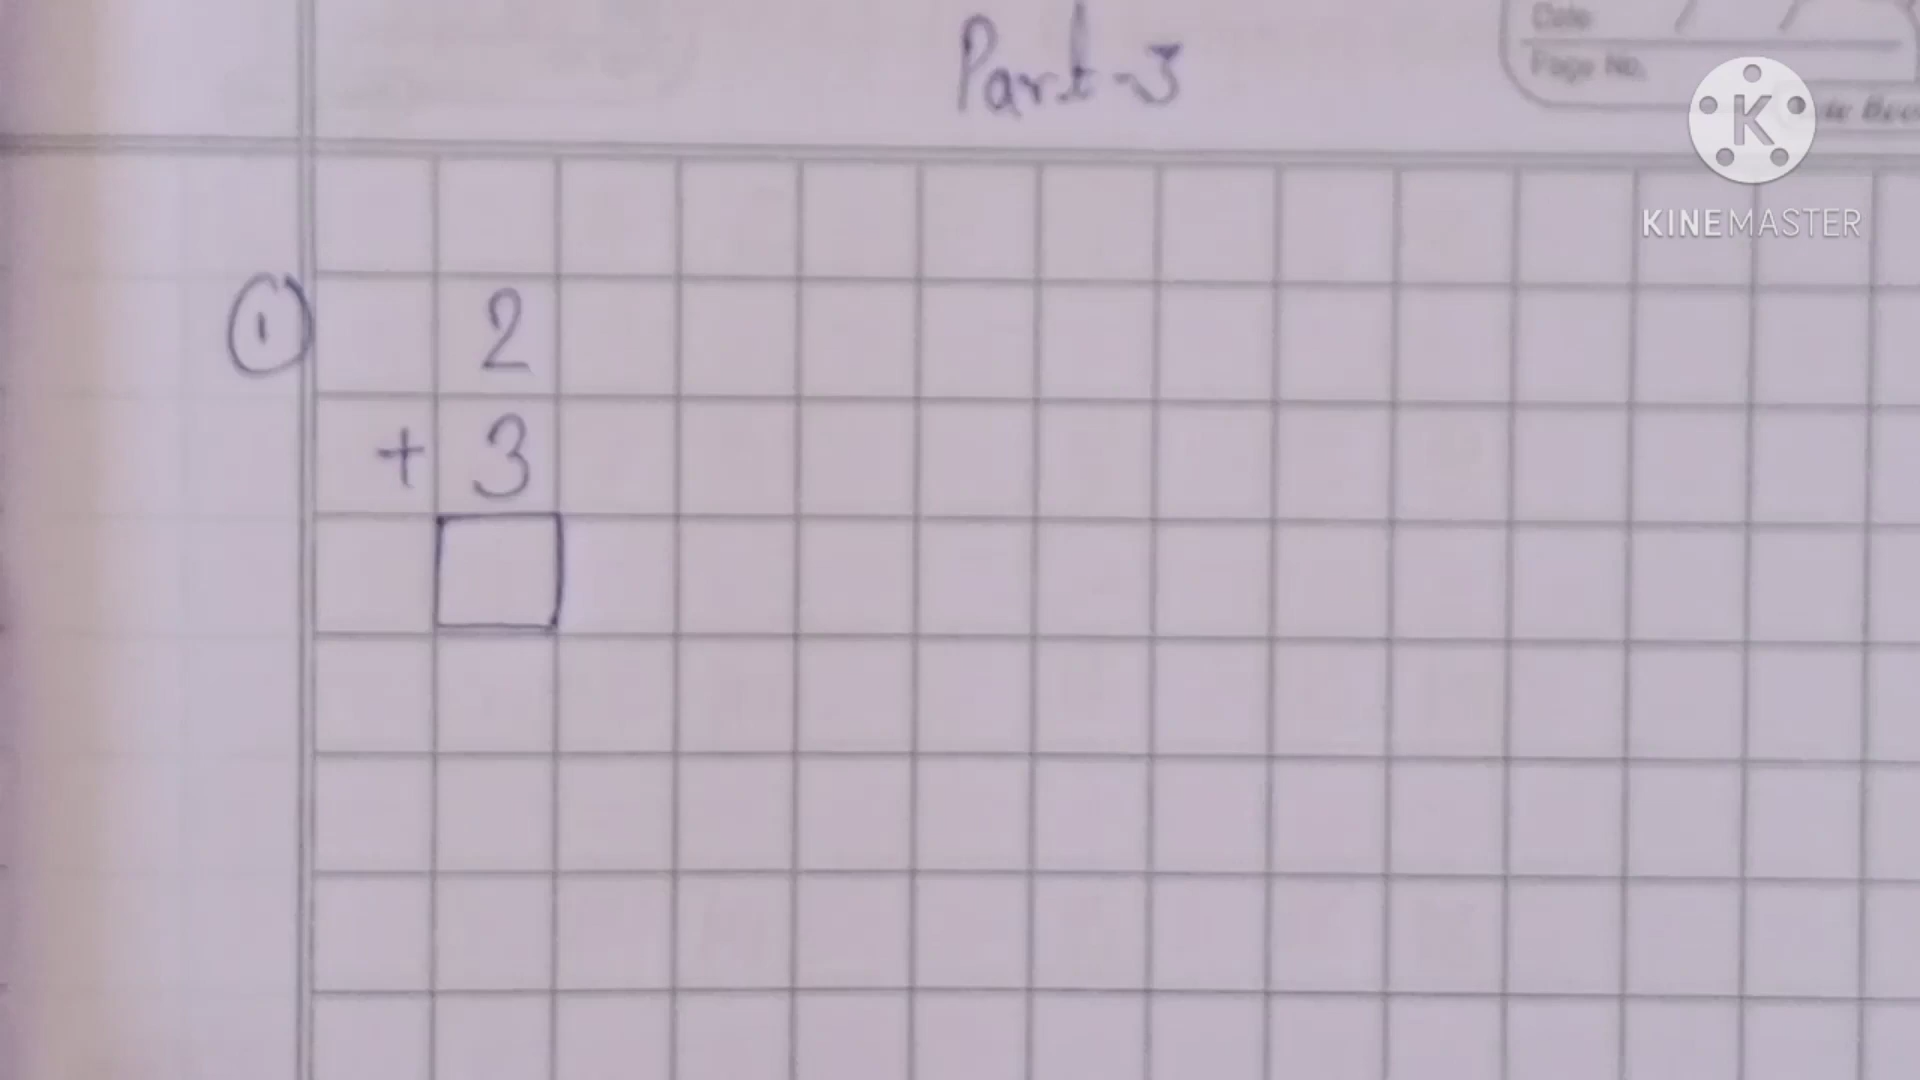 Part-3
Date / /
Page No.
KINEMASTER
① 2
+ 3